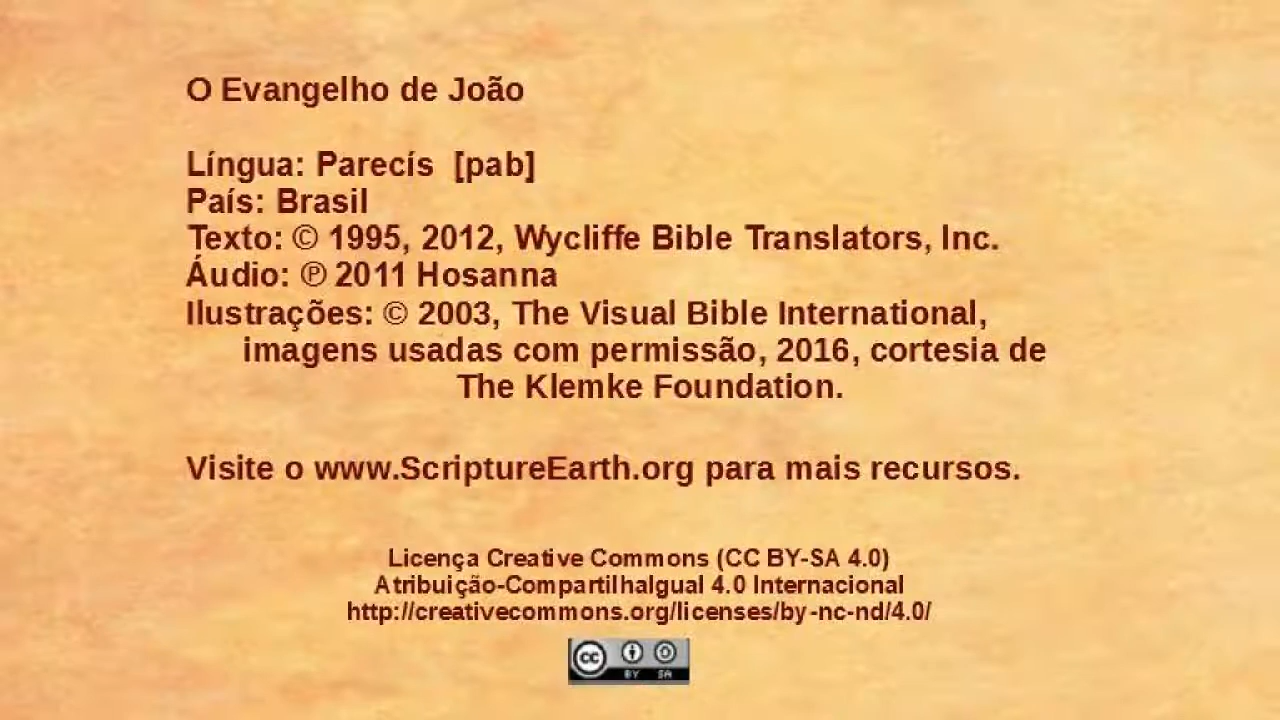 O Evangelho de João
Língua: Parecís [pab]
País: Brasil
Texto: © 1995, 2012, Wycliffe Bible Translators, Inc.
Áudio: ℗ 2011 Hosanna
Ilustrações: © 2003, The Visual Bible International,
imagens usadas com permissão, 2016, cortesia de
The Klemke Foundation.
Visite o www.ScriptureEarth.org para mais recursos.
Licença Creative Commons (CC BY-SA 4.0)
Atribuição-CompartilhaIgual 4.0 Internacional
http://creativecommons.org/licenses/by-nc-nd/4.0/
cc BY SA